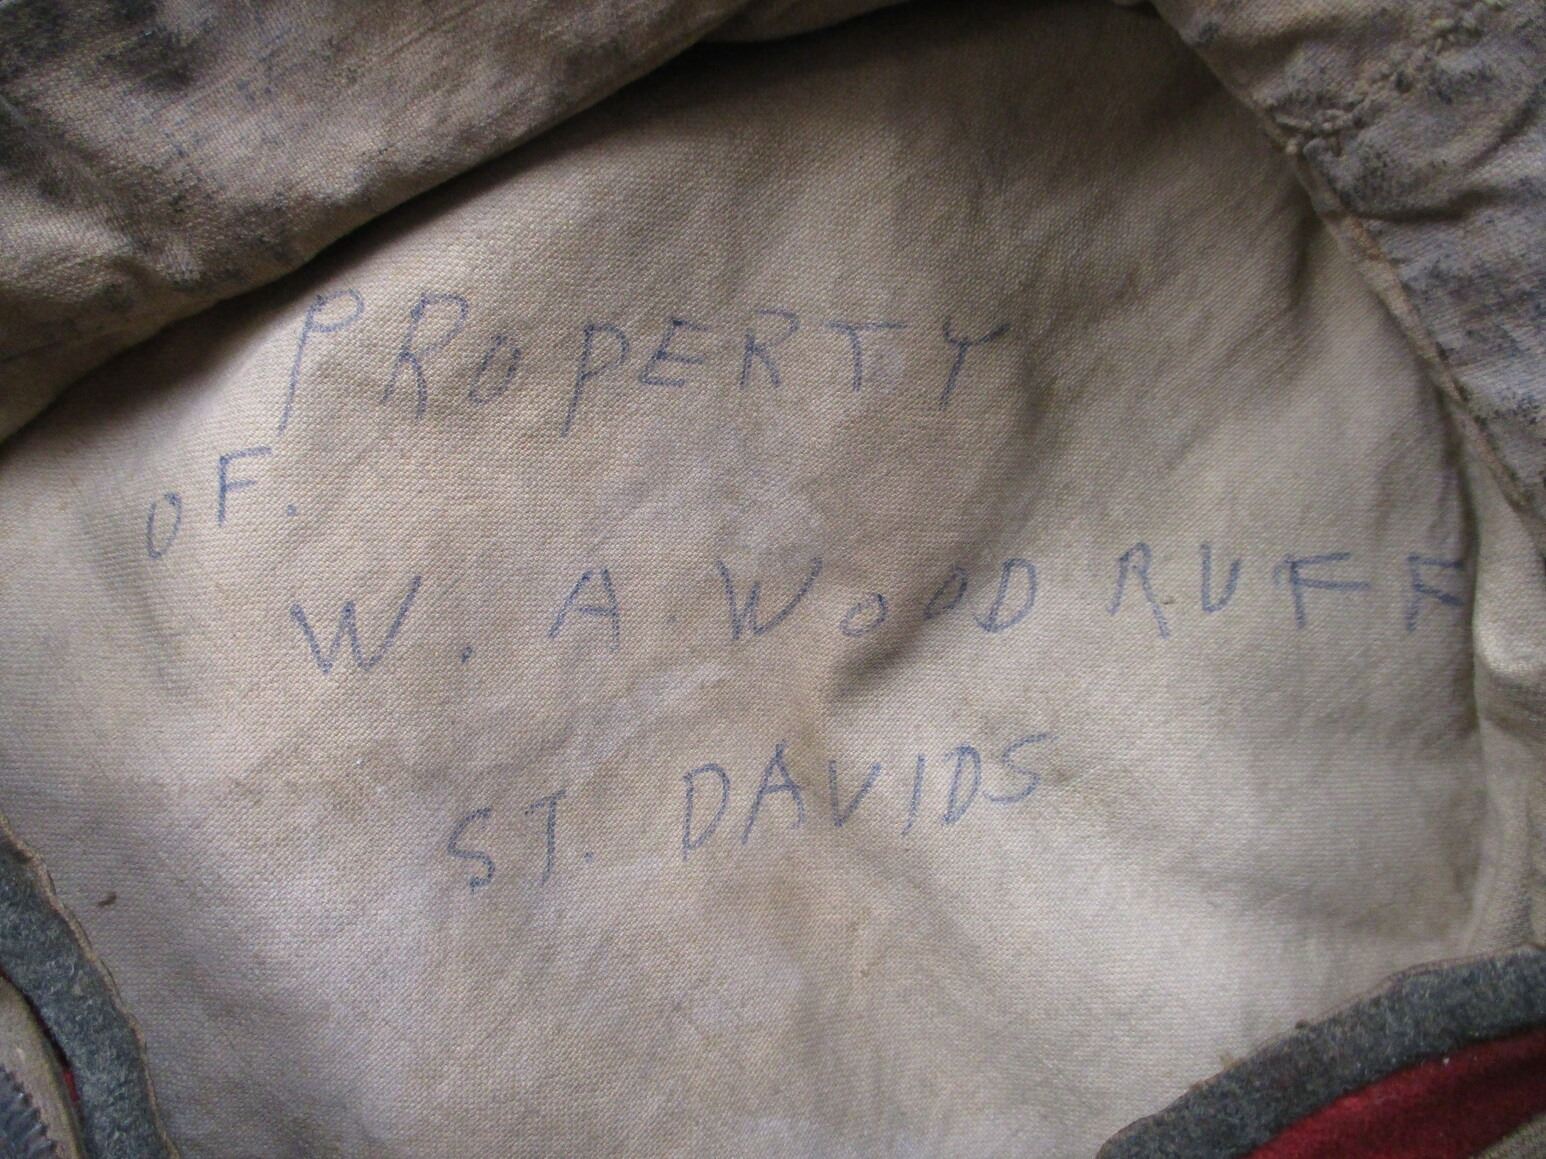 PROPERTY
OF.
W. A WOODRUFF
ST. DAVIDS